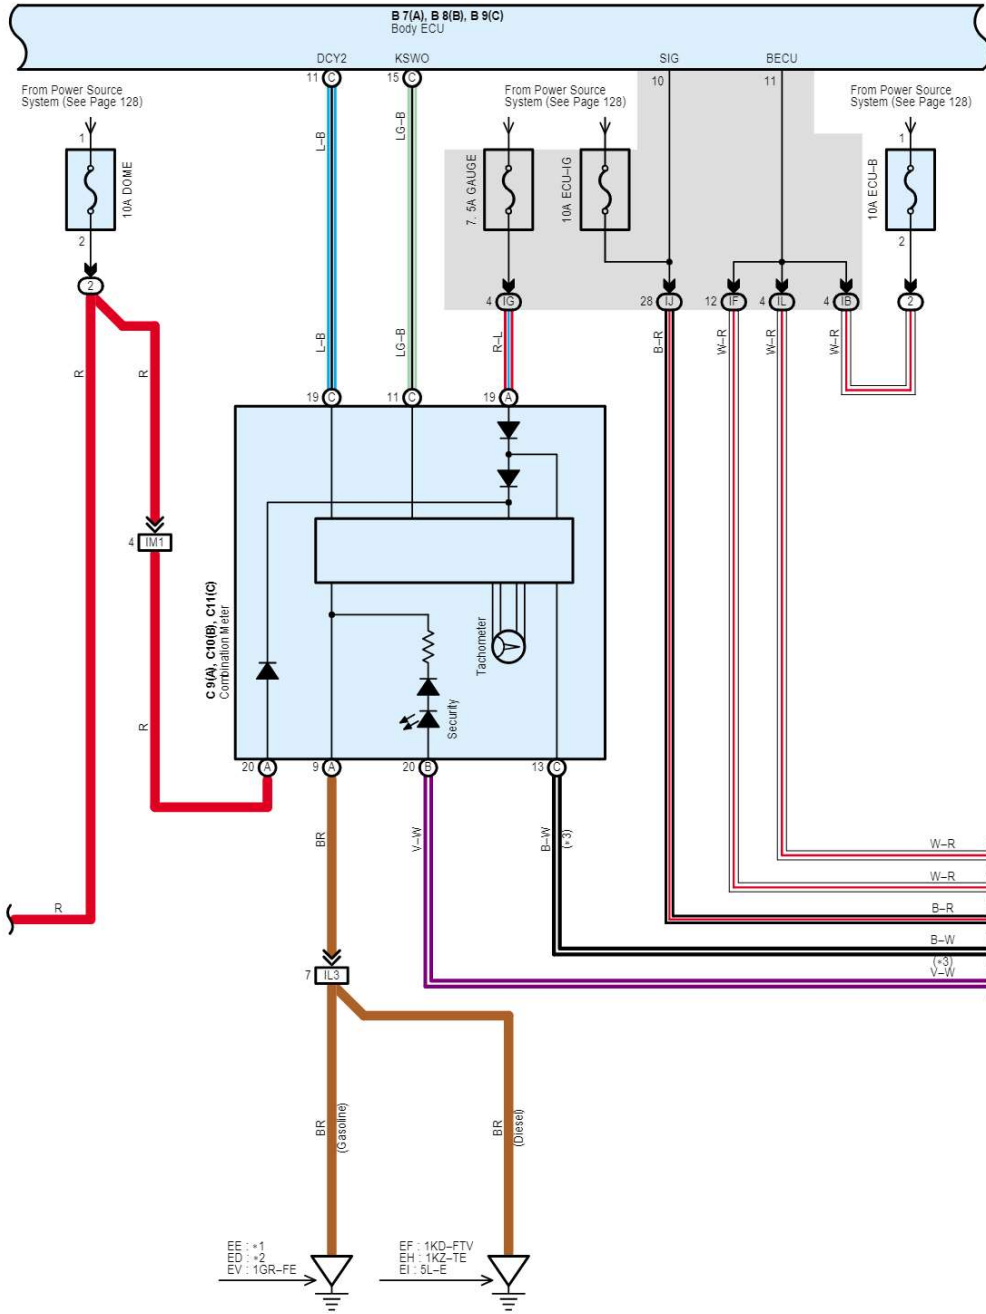 B 7(A), B 8(B), B 9(C)
Body ECU
DCY2
KSWO
SIG
BECU
11 C
15 C
10
11
From Power Source
System (See Page 128)
From Power Source
System (See Page 128)
From Power Source
System (See Page 128)
L–B
LG–B
1
10A DOME
2
7. 5A GAUGE
10A ECU–IG
1
10A ECU–B
2
2
4 IG
28 IJ
12 IF
4 IL
4 IB
2
R
R
L–B
LG–B
R–L
B–R
W–R
W–R
W–R
19 C
11 C
19 A
4 IM1
C 9(A), C10(B), C11(C)
Combination Meter
Tachometer
Security
R
20 A
9 A
20 B
13 C
BR
V–W
B–W
(∗3)
W–R
W–R
R
B–R
B–W
(∗3)
V–W
7 IL3
BR
(Gasoline)
BR
(Diesel)
EE : ∗1
ED : ∗2
EV : 1GR–FE
EF : 1KD–FTV
EH : 1KZ–TE
EI : 5L–E